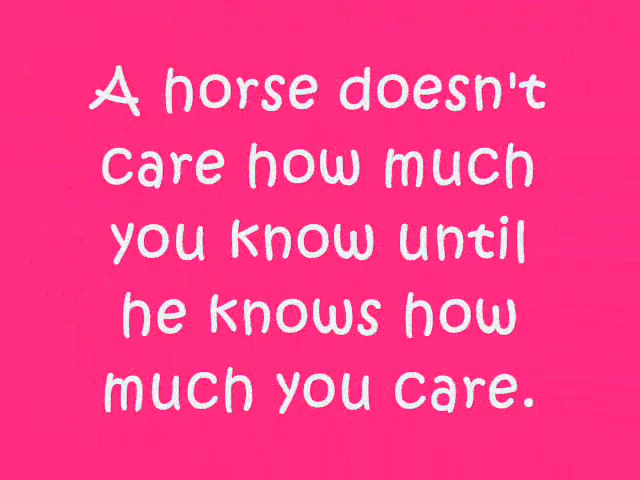 A horse doesn't
care how much
you know until
he knows how
much you care.